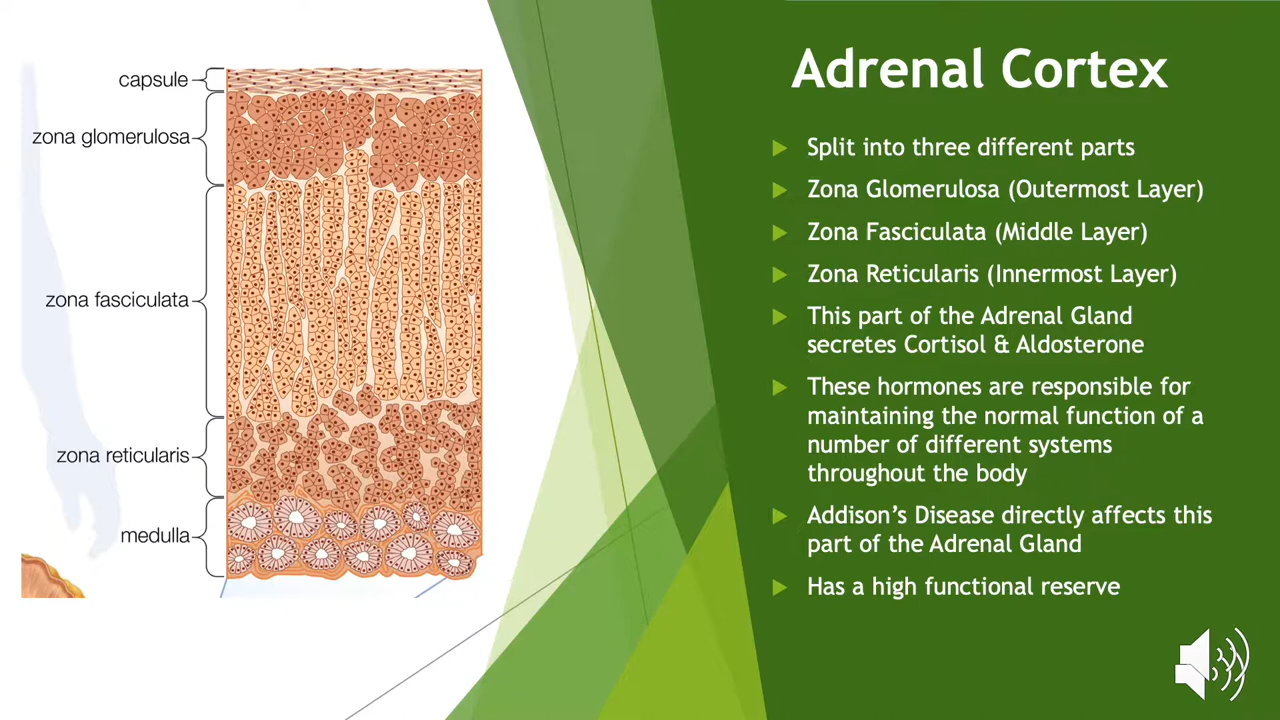 capsule
zona glomerulosa
zona fasciculata
zona reticularis
medulla
Adrenal Cortex
Split into three different parts
Zona Glomerulosa (Outermost Layer)
Zona Fasciculata (Middle Layer)
Zona Reticularis (Innermost Layer)
This part of the Adrenal Gland
secretes Cortisol & Aldosterone
These hormones are responsible for
maintaining the normal function of a
number of different systems
throughout the body
Addison’s Disease directly affects this
part of the Adrenal Gland
Has a high functional reserve